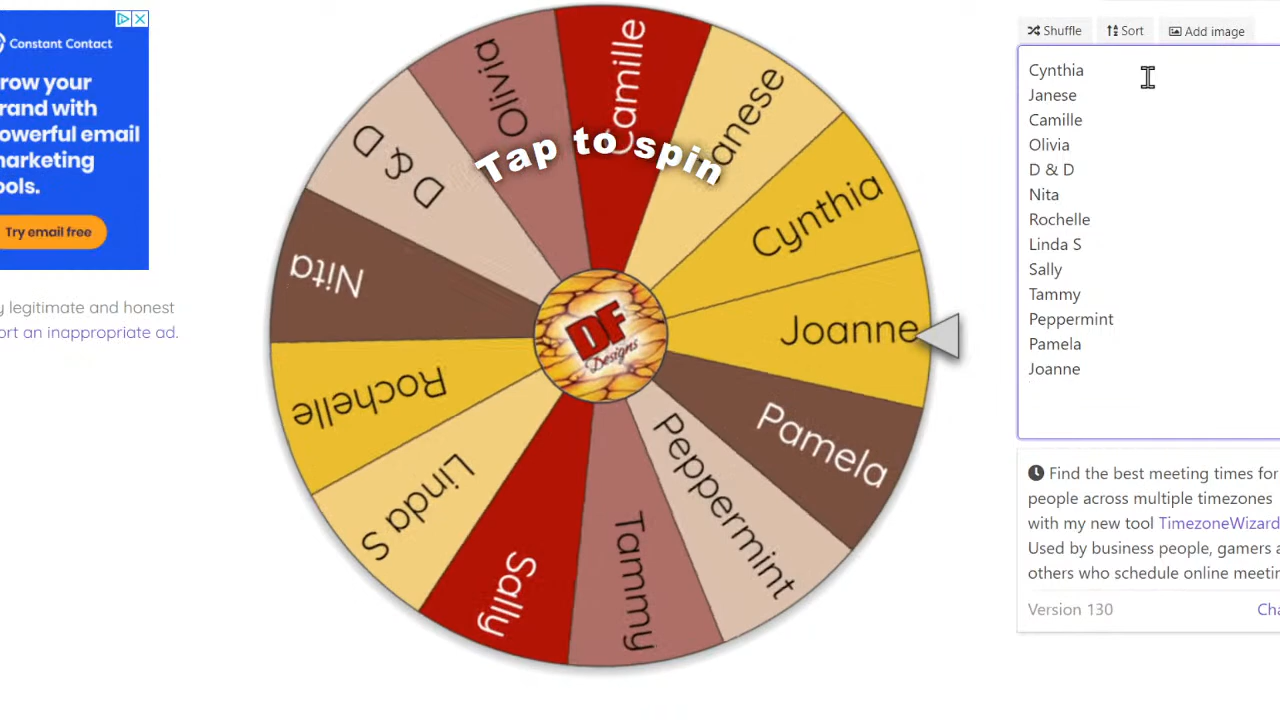 Constant Contact
row your
rand with
owerful email
narketing
ools.
Try email free
y legitimate and honest
ort an inappropriate ad.
Tap to spin
Camille
anese
Cynthia
Joanne
Pamela
Peppermint
Tammy
Sally
Linda S
Rochelle
Nita
D & D
Olivia
DF
Designs
Shuffle
Sort
Add image
Cynthia
Janese
Camille
Olivia
D & D
Nita
Rochelle
Linda S
Sally
Tammy
Peppermint
Pamela
Joanne
Find the best meeting times for
people across multiple timezones
with my new tool TimezoneWizard
Used by business people, gamers a
others who schedule online meetin
Version 130
Cha